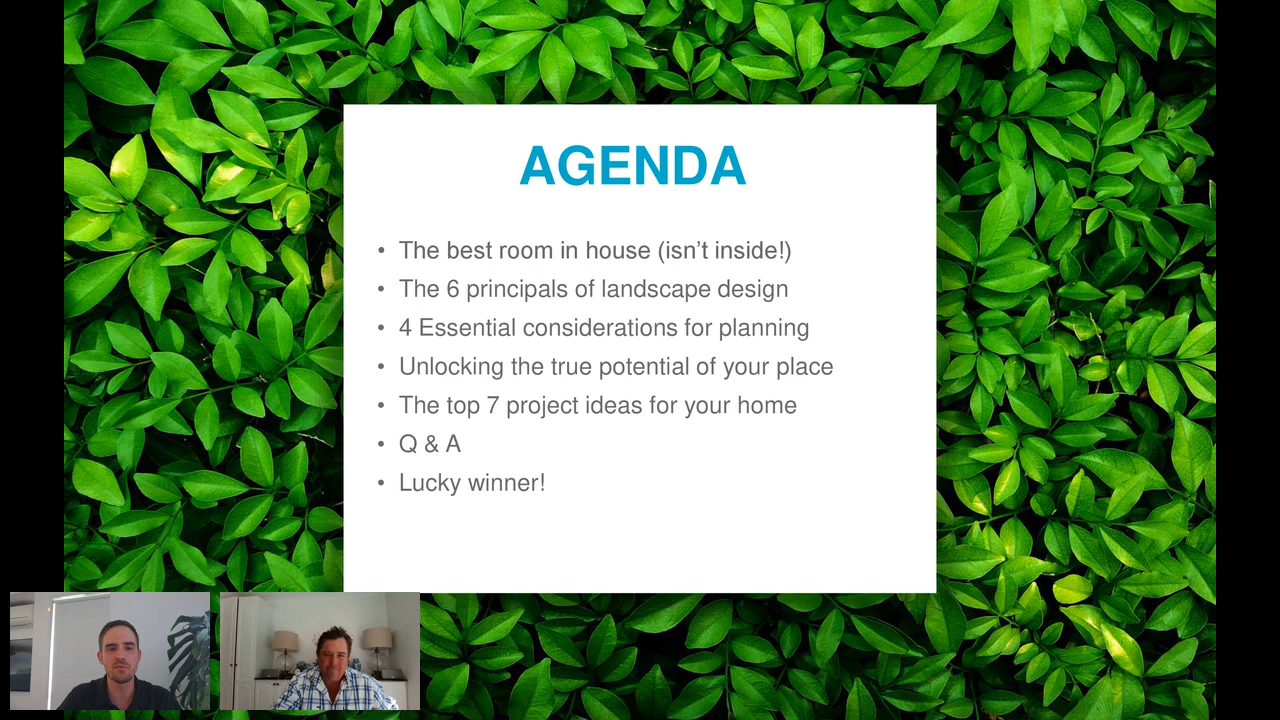 AGENDA
• The best room in house (isn’t inside!)
• The 6 principals of landscape design
• 4 Essential considerations for planning
• Unlocking the true potential of your place
• The top 7 project ideas for your home
• Q & A
• Lucky winner!